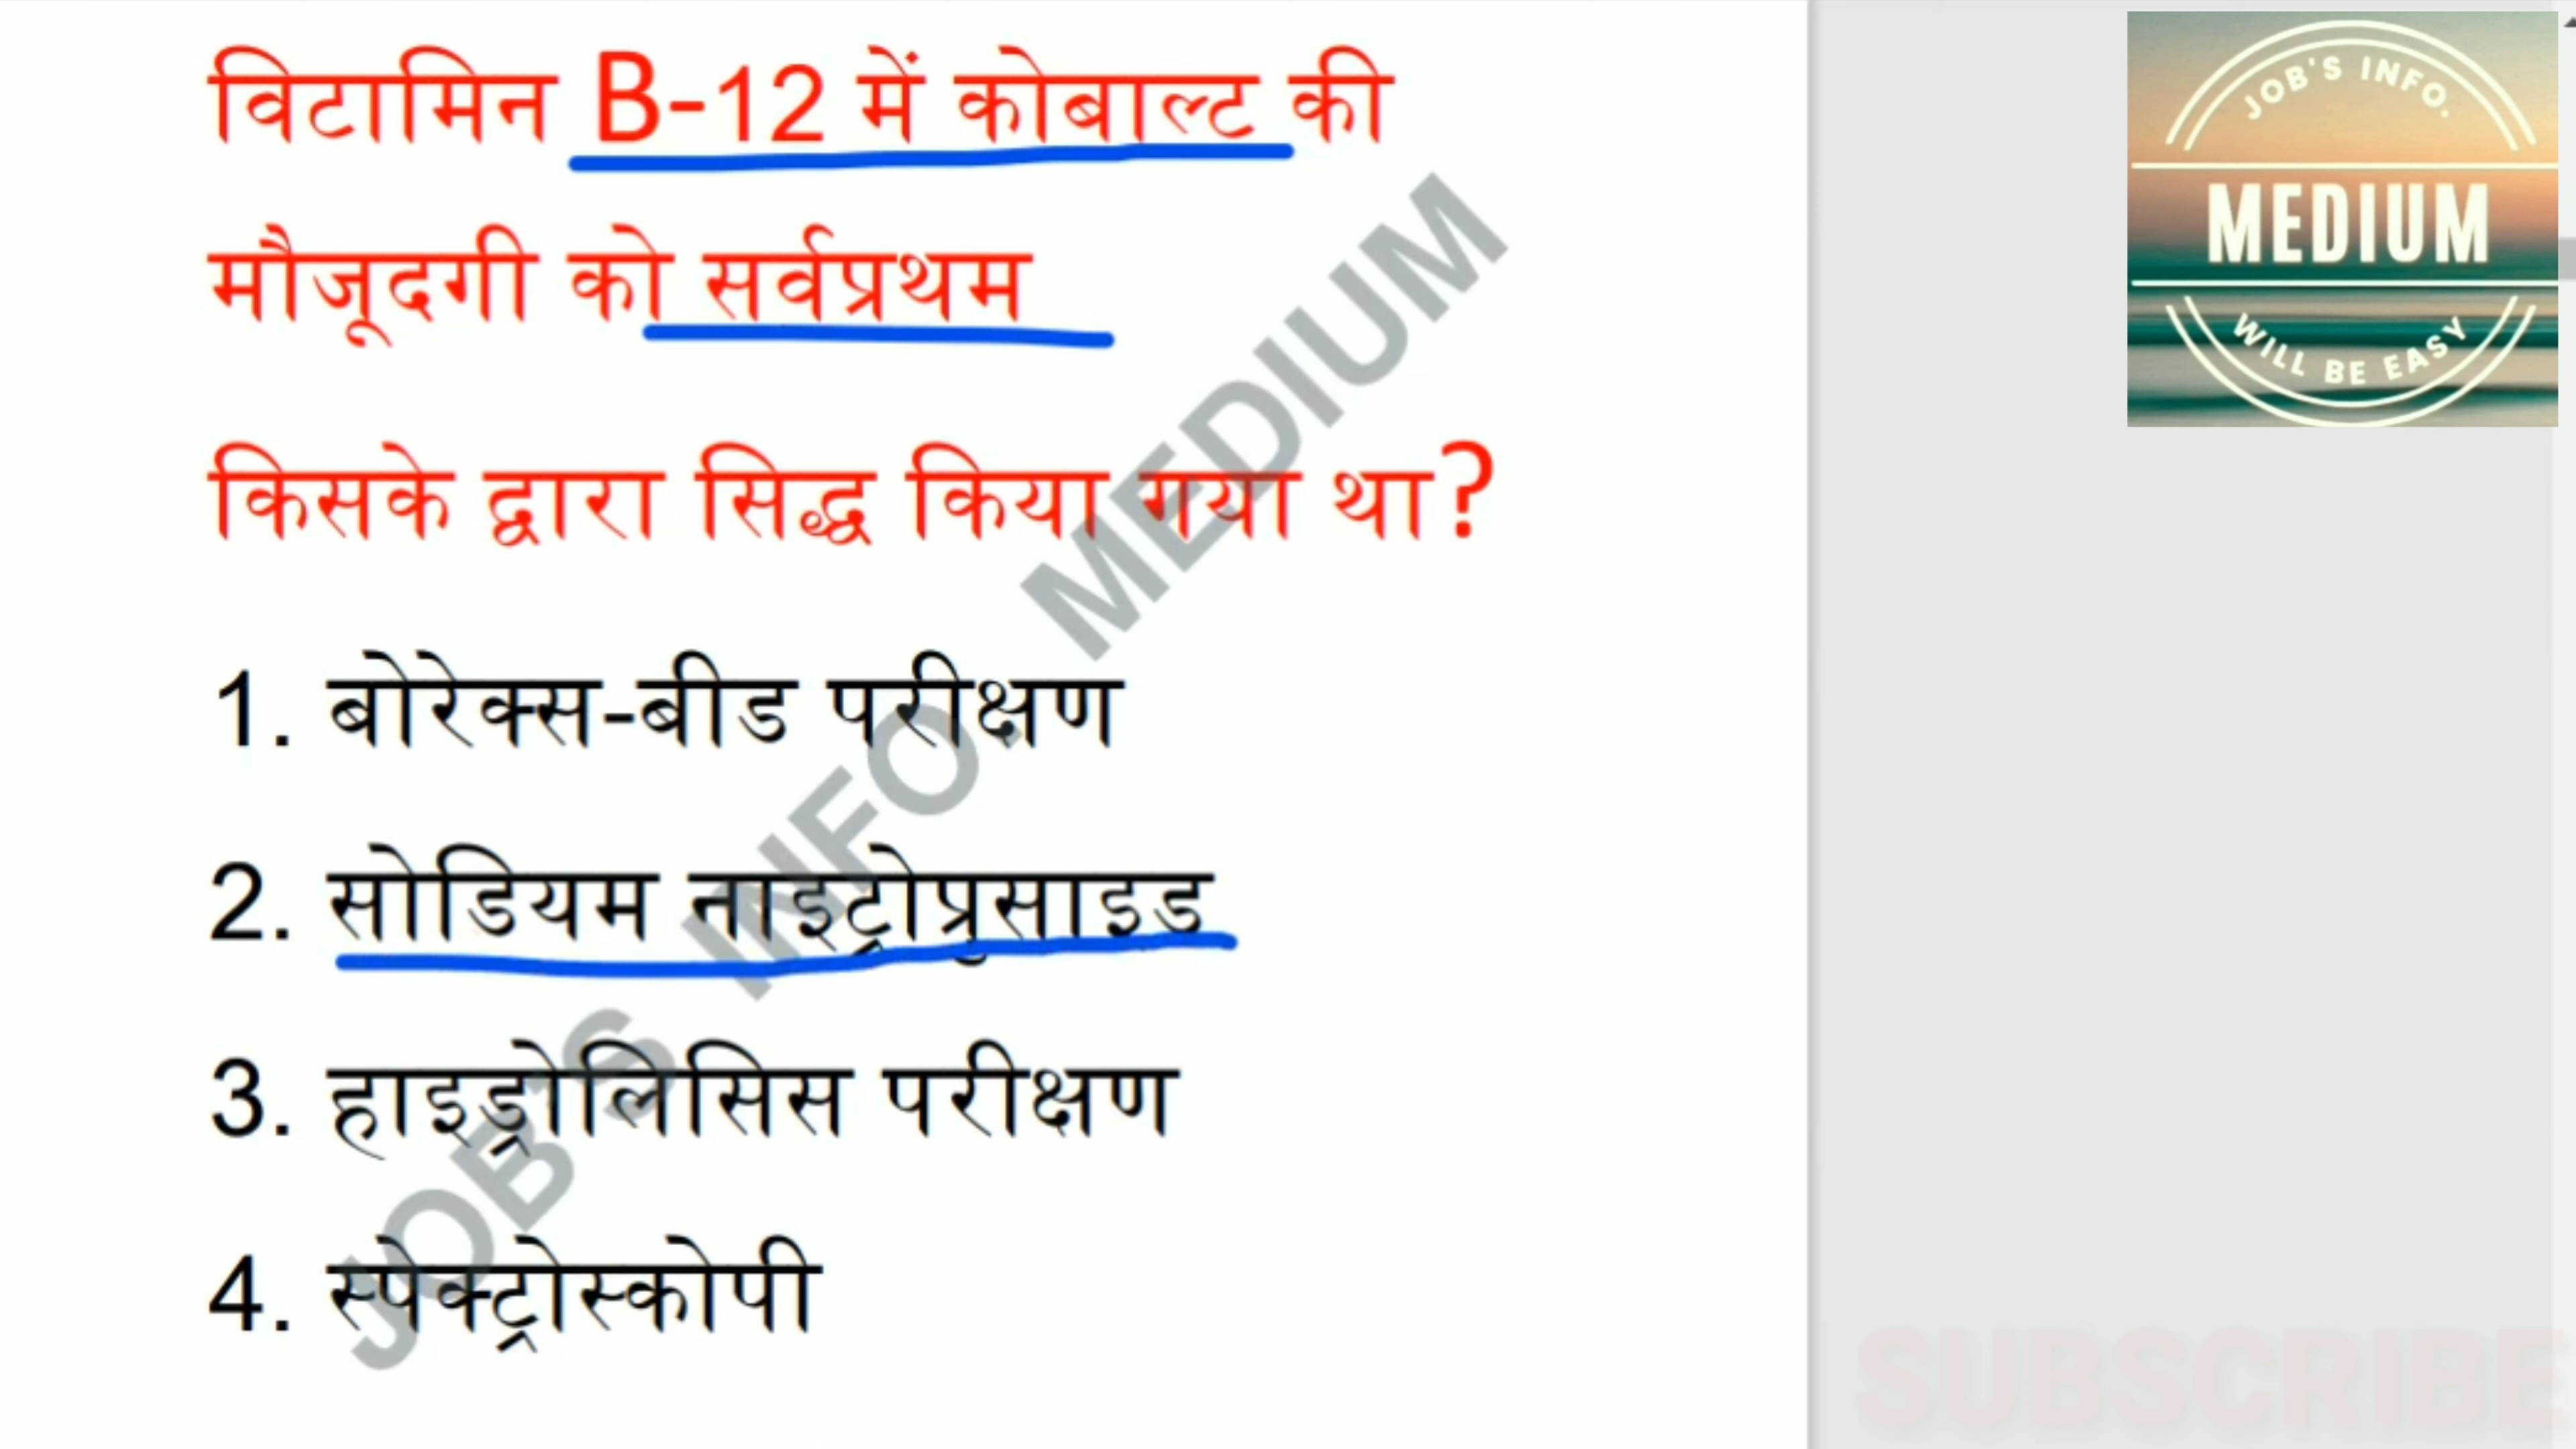 विटामिन B-12 में कोबाल्ट की
मौजूदगी को सर्वप्रथम
किसके द्वारा सिद्ध किया गया था?
1. बोरेक्स-बीड परीक्षण
2. सोडियम नाइट्रोप्रुसाइड
3. हाइड्रोलिसिस परीक्षण
4. स्पेक्ट्रोस्कोपी
JOB'S INFO. MEDIUM
JOB'S INFO.
MEDIUM
WILL BE EASY
SUBSCRIBE